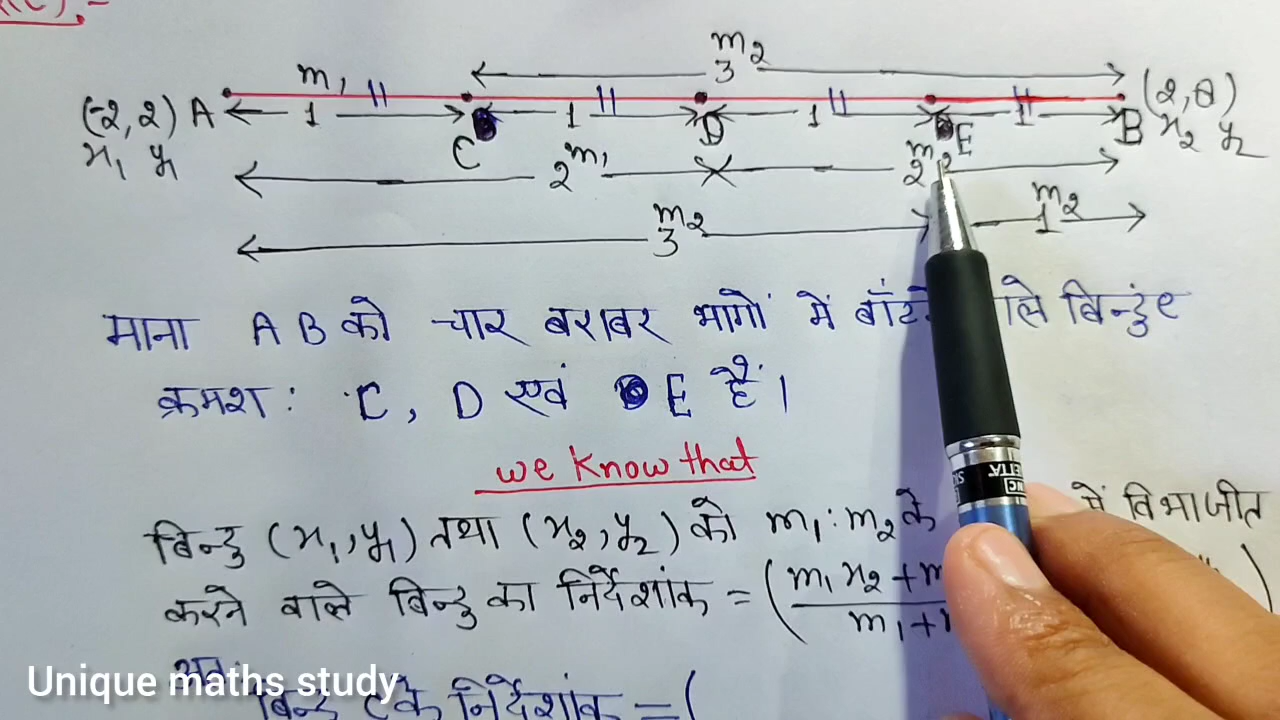 m₂
3
m₁
(-2, 2) A 1 1 1 1 (2, 8)
x₁ y₁ C D E B x₂ y₂
2 m₁ 2 m₂
m₂ m₂
3 1
माना AB को चार बराबर भागों में
क्रमश: C, D एवं E हैं।
we know that
बिन्दु (x₁, y₁) तथा (x₂, y₂) को m₁ : m₂ के में विभाजीत
करने वाले बिन्दु का निर्देशांक = (m₁x₂ +
m₁ +
अतः
बिन्दु C के निर्देशांक = (
Unique maths study